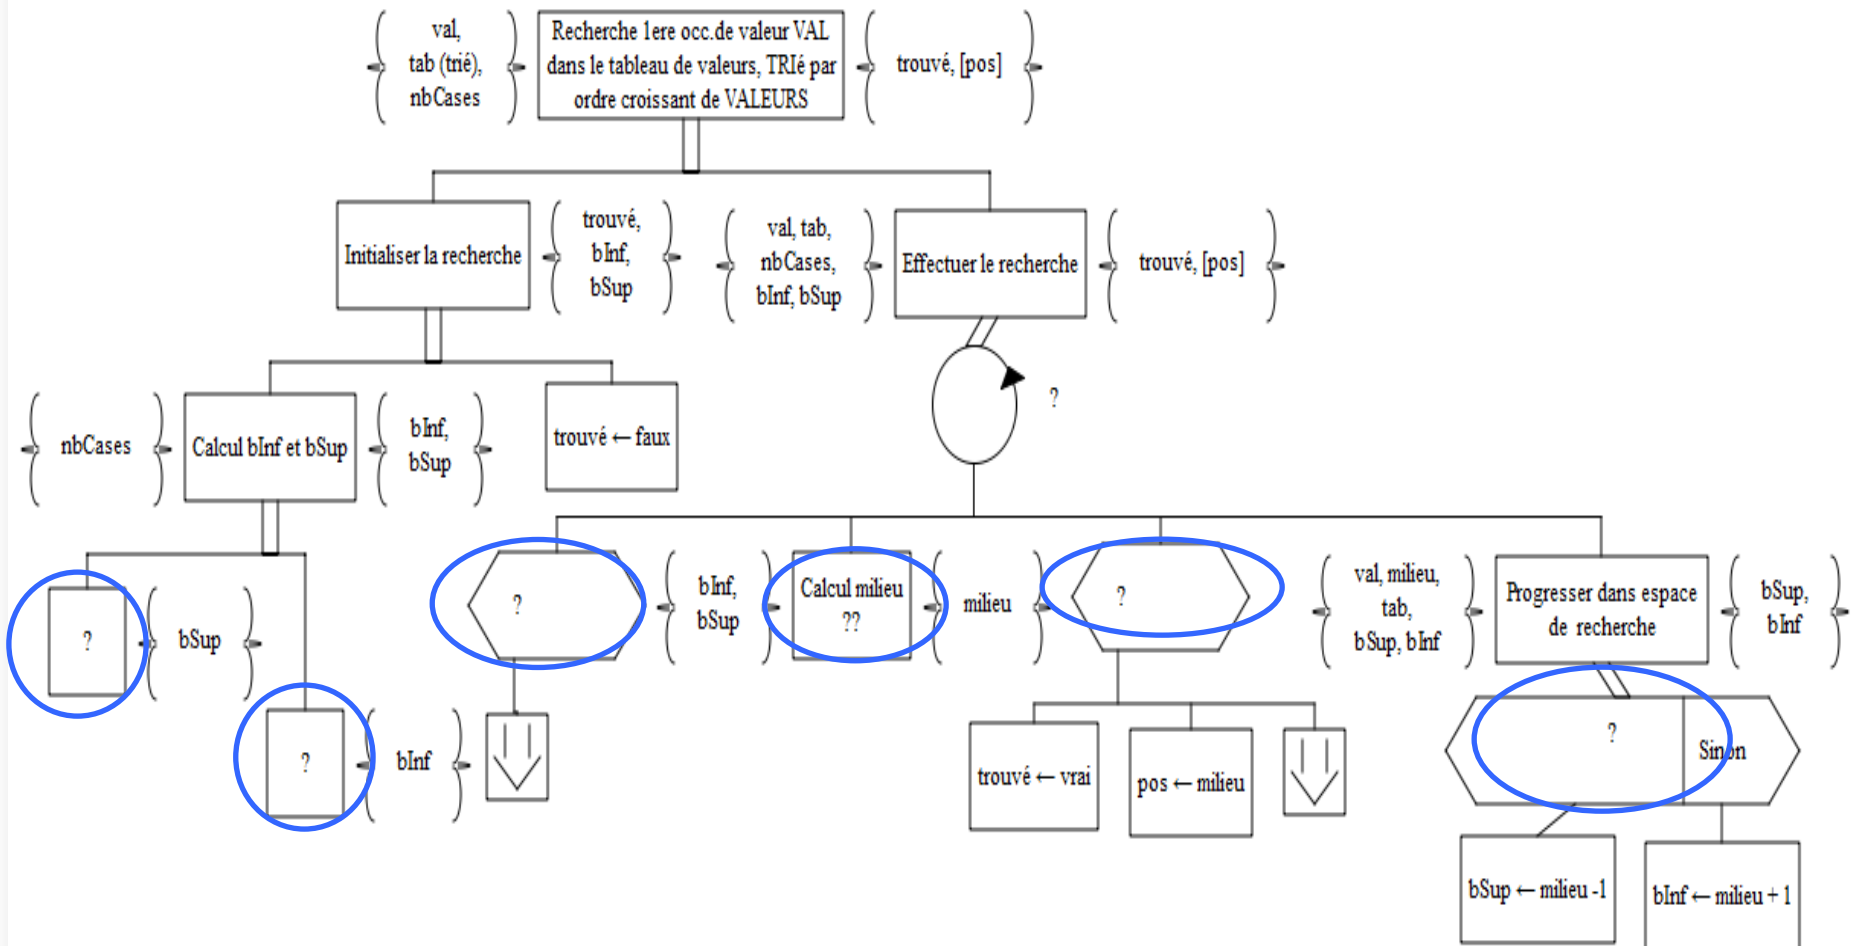 val,
tab (trié),
nbCases
Recherche 1ere occ.de valeur VAL
dans le tableau de valeurs, TRIé par
ordre croissant de VALEURS
trouvé, [pos]
Initialiser la recherche
trouvé,
bInf,
bSup
val, tab,
nbCases,
bInf, bSup
Effectuer le recherche
trouvé, [pos]
?
nbCases
Calcul bInf et bSup
bInf,
bSup
trouvé ← faux
?
bSup
?
bInf
?
bInf,
bSup
Calcul milieu
??
milieu
?
trouvé ← vrai
pos ← milieu
val, milieu,
tab,
bSup, bInf
Progresser dans espace
de recherche
bSup,
bInf
?
Sinon
bSup ← milieu -1
bInf ← milieu + 1